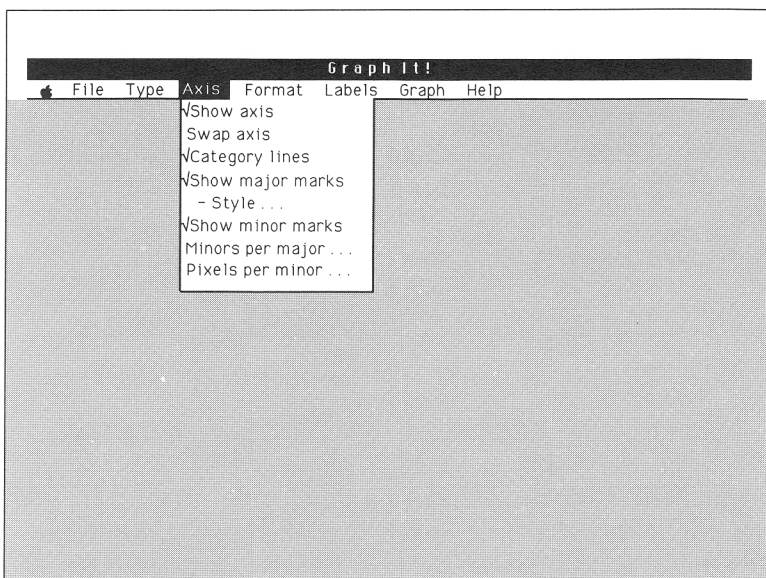 Graph It!
File Type Axis Format Labels Graph Help
√Show axis
Swap axis
√Category lines
√Show major marks
- Style . . .
√Show minor marks
Minors per major . . .
Pixels per minor . . .